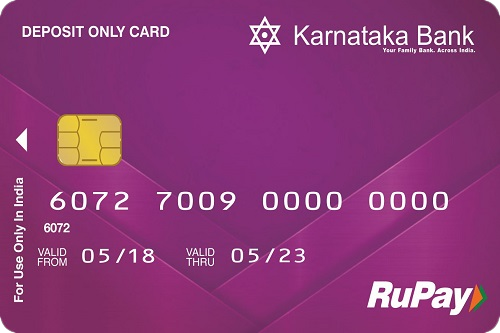 DEPOSIT ONLY CARD
Karnataka Bank
Your Family Bank. Across India.
For Use Only In India
6072 7009 0000 0000
6072
VALID FROM 05/18 VALID THRU 05/23
RuPay